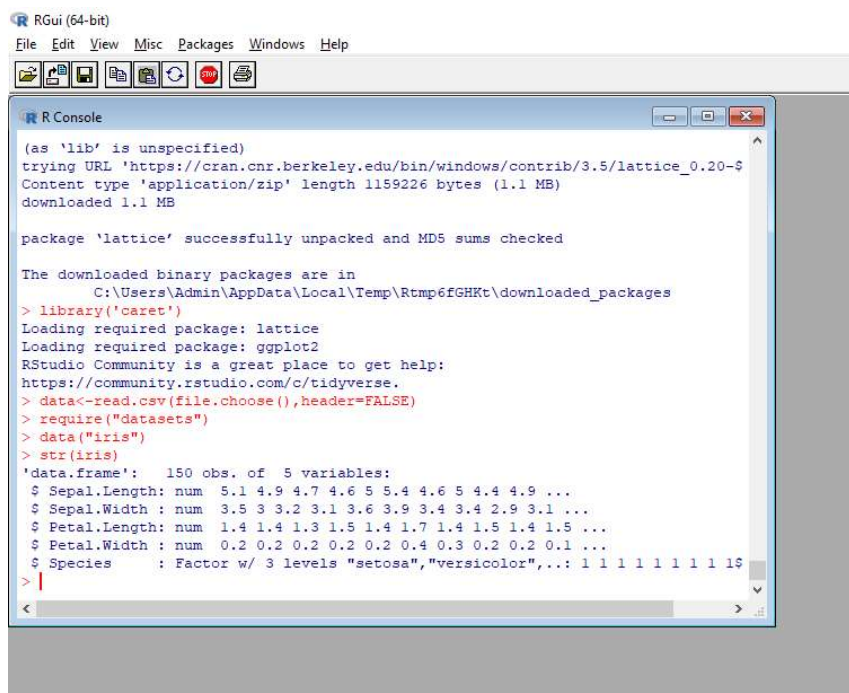 RGui (64-bit)
File Edit View Misc Packages Windows Help
STOP
R Console
(as ‘lib’ is unspecified)
trying URL 'https://cran.cnr.berkeley.edu/bin/windows/contrib/3.5/lattice_0.20-$
Content type 'application/zip' length 1159226 bytes (1.1 MB)
downloaded 1.1 MB
package ‘lattice’ successfully unpacked and MD5 sums checked
The downloaded binary packages are in
        C:\Users\Admin\AppData\Local\Temp\Rtmp6fGHKt\downloaded_packages
> library('caret')
Loading required package: lattice
Loading required package: ggplot2
RStudio Community is a great place to get help:
https://community.rstudio.com/c/tidyverse.
> data<-read.csv(file.choose(),header=FALSE)
> require("datasets")
> data("iris")
> str(iris)
'data.frame':   150 obs. of  5 variables:
 $ Sepal.Length: num  5.1 4.9 4.7 4.6 5 5.4 4.6 5 4.4 4.9 ...
 $ Sepal.Width : num  3.5 3 3.2 3.1 3.6 3.9 3.4 3.4 2.9 3.1 ...
 $ Petal.Length: num  1.4 1.4 1.3 1.5 1.4 1.7 1.4 1.5 1.4 1.5 ...
 $ Petal.Width : num  0.2 0.2 0.2 0.2 0.2 0.4 0.3 0.2 0.2 0.1 ...
 $ Species     : Factor w/ 3 levels "setosa","versicolor",..: 1 1 1 1 1 1 1 1 1$
>